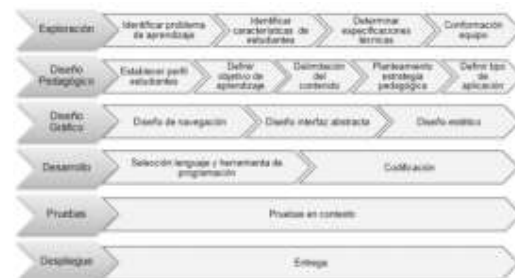 Exploración
Identificar problema
de aprendizaje
Identificar
características de
estudiantes
Determinar
especificaciones
técnicas
Conformación
equipo
Diseño
Pedagógico
Establecer perfil
estudiantes
Definir
objetivo de
aprendizaje
Delimitación
del
contenido
Planteamiento
estrategia
pedagógica
Definir tipo
de
aplicación
Diseño
Gráfico
Diseño de navegación
Diseño interfaz abstracta
Diseño estético
Desarrollo
Selección lenguaje y herramienta de
programación
Codificación
Pruebas
Pruebas en contexto
Despliegue
Entrega